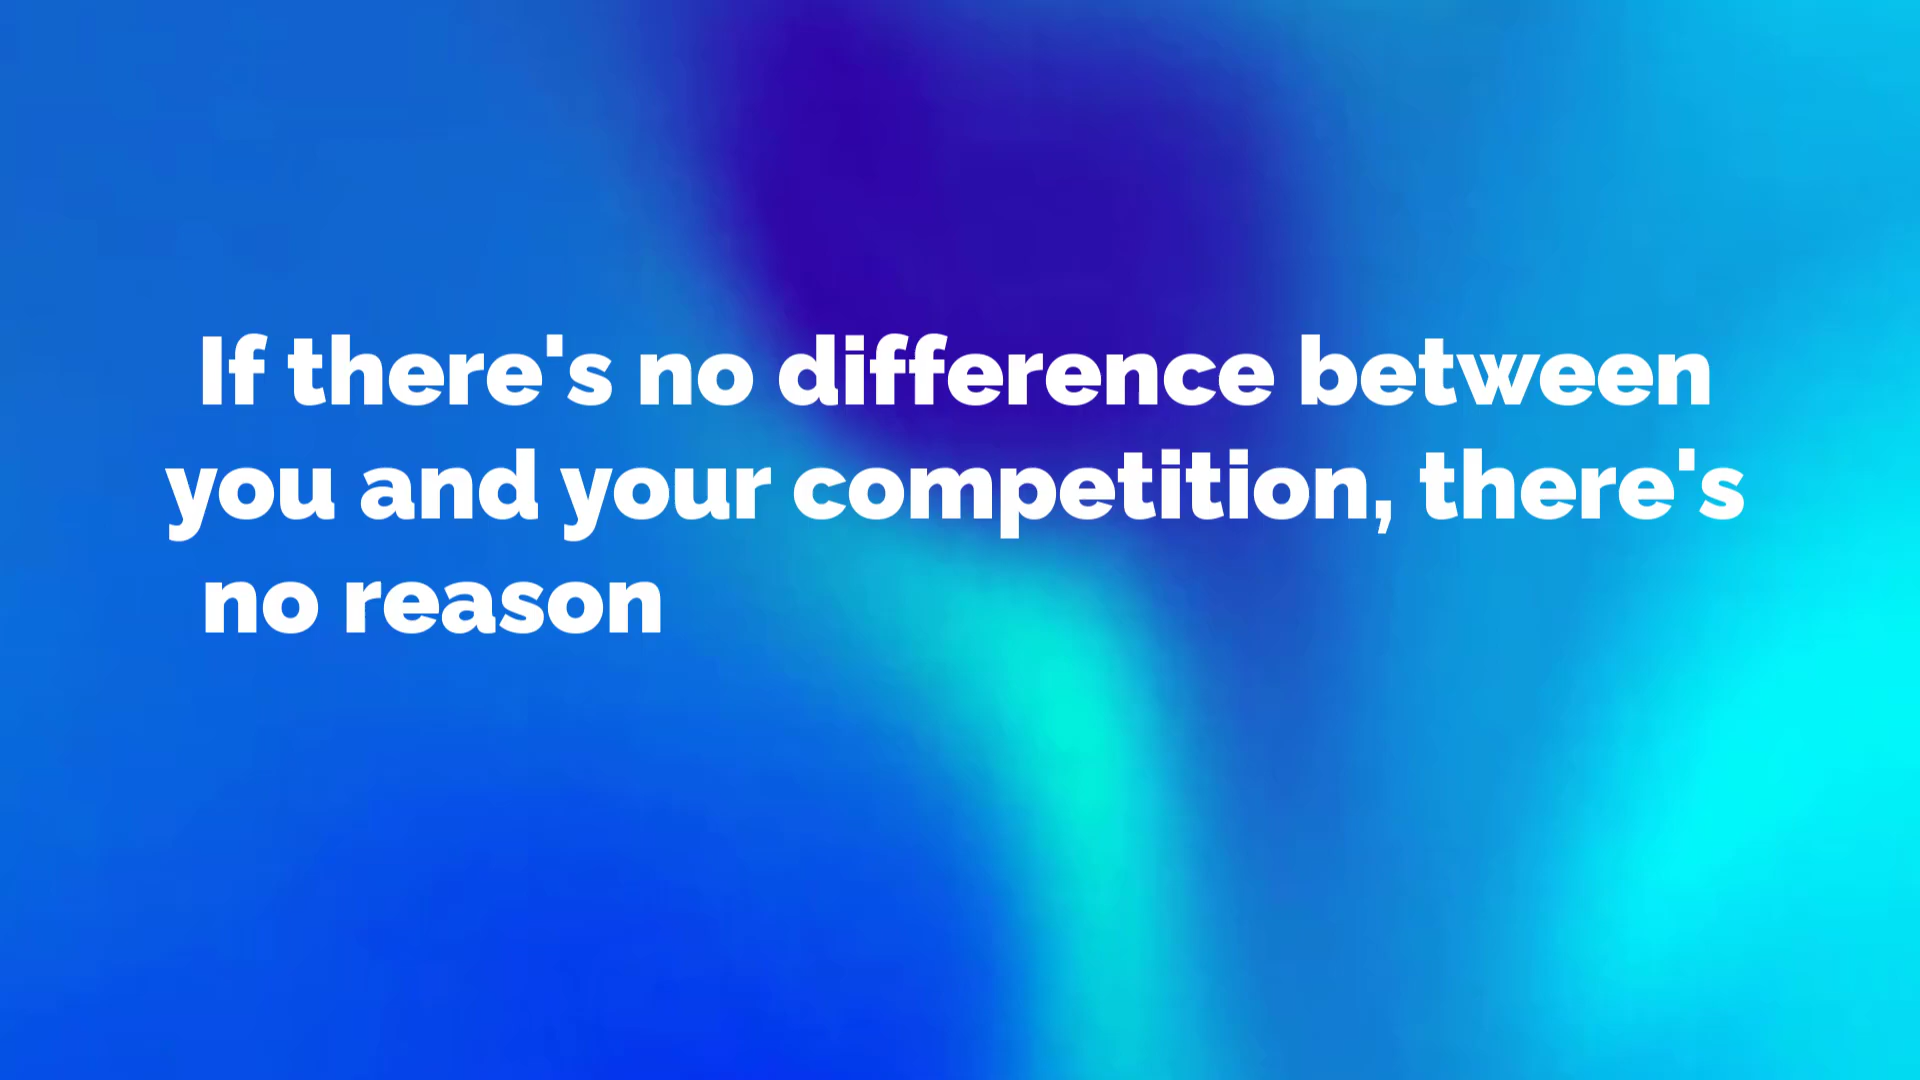 If there's no difference between
you and your competition, there's
no reason